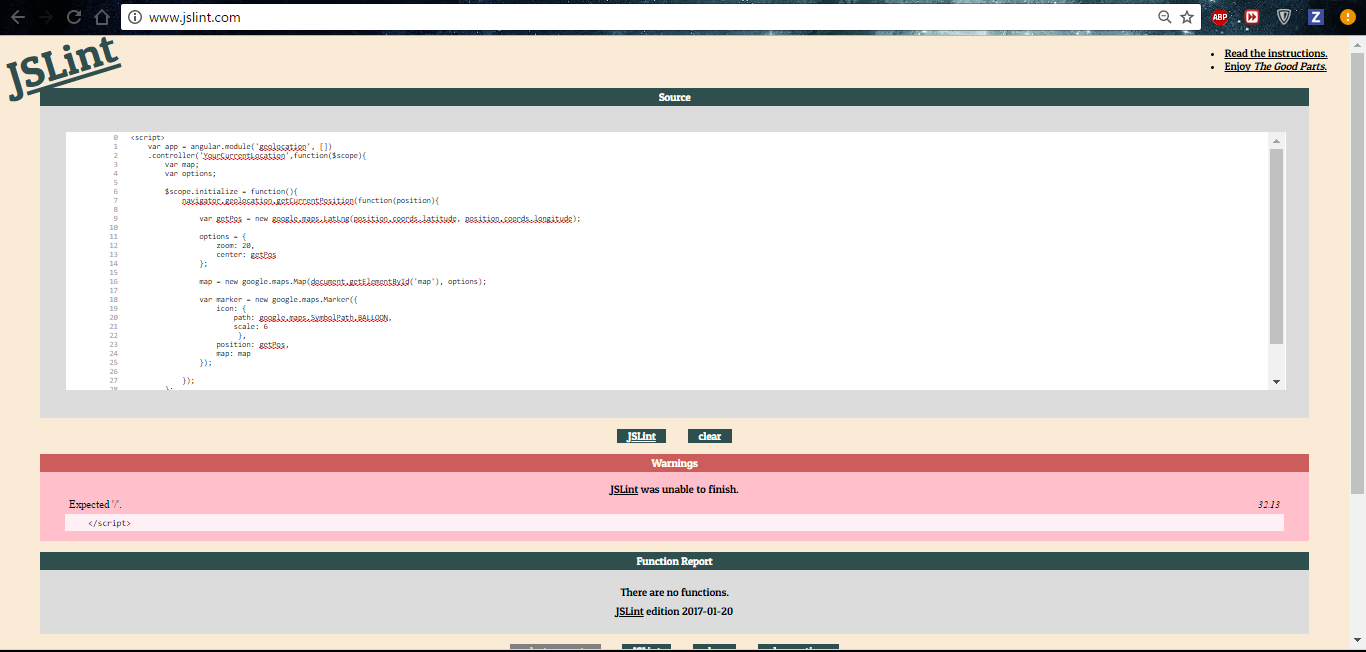 www.jslint.com
ABP
Z
JSLint
Read the instructions.
Enjoy The Good Parts.
Source
0 <script>
1 var app = angular.module('geolocation', [])
2 .controller('YourCurrentLocation',function($scope){
3 var map;
4 var options;
5
6 $scope.initialize = function(){
7 navigator.geolocation.getCurrentPosition(function(position){
8
9 var getPos = new google.maps.LatLng(position.coords.latitude, position.coords.longitude);
10
11 options = {
12 zoom: 20,
13 center: getPos
14 };
15
16 map = new google.maps.Map(document.getElementById('map'), options);
17
18 var marker = new google.maps.Marker({
19 icon: {
20 path: google.maps.SymbolPath.BALLOON,
21 scale: 6
22 },
23 position: getPos,
24 map: map
25 });
26
27 });
28 };
JSLint clear
Warnings
JSLint was unable to finish.
Expected '/'. 32.13
</script>
Function Report
There are no functions.
JSLint edition 2017-01-20